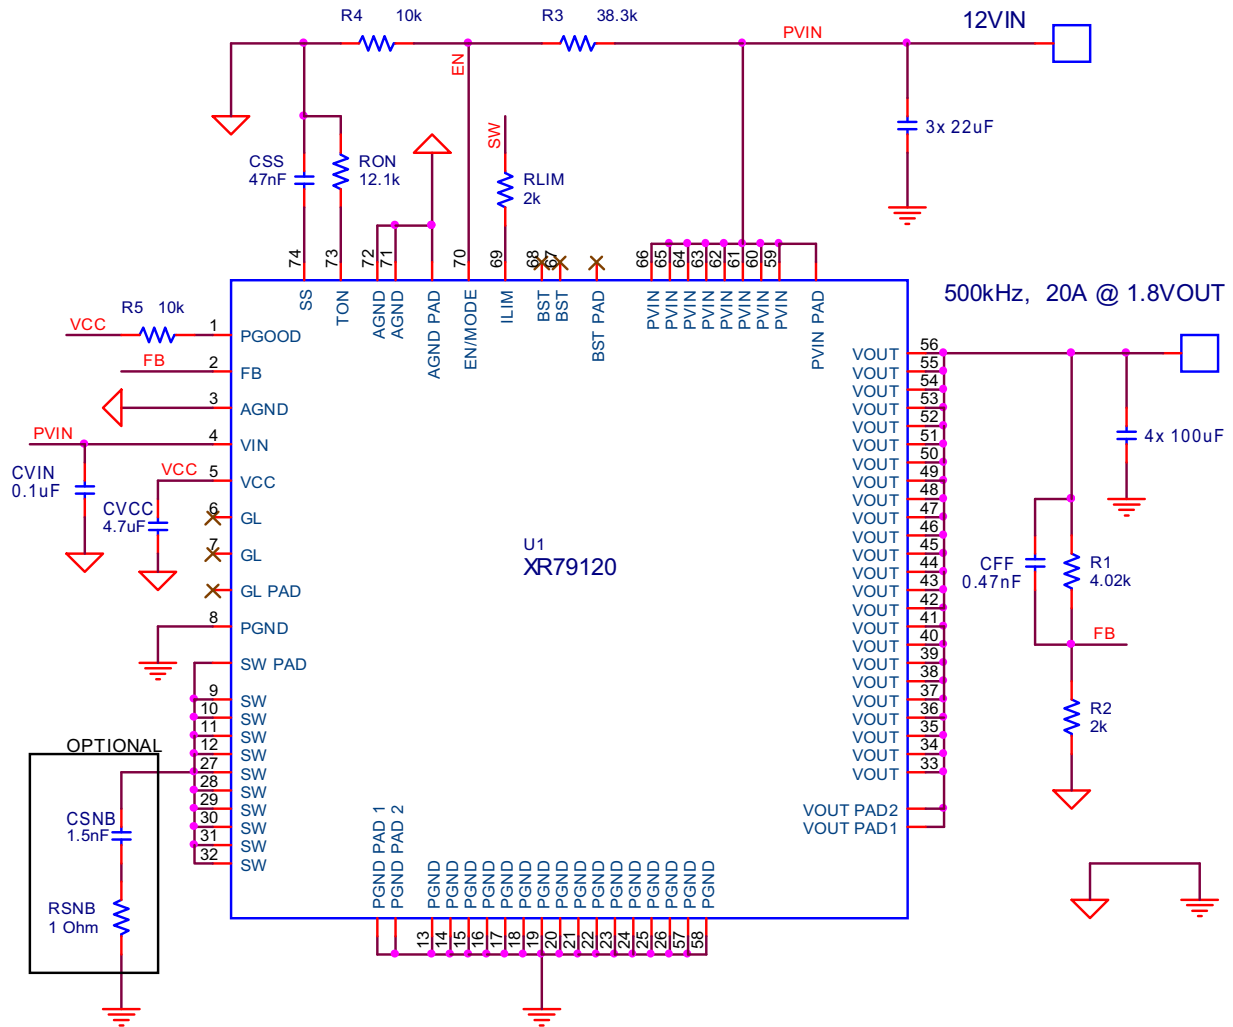 R4 10k R3 38.3k 12VIN
PVIN
EN
SW
3x 22uF
CSS
47nF
RON
12.1k
RLIM
2k
74 73 72 71 70 69 68 67 66 65 64 63 62 61 60 59
SS TON AGND AGND AGND PAD EN/MODE ILIM BST BST BST PAD PVIN PVIN PVIN PVIN PVIN PVIN PVIN PVIN PVIN PAD
500kHz, 20A @ 1.8VOUT
R5 10k
VCC
1 PGOOD
FB
2 FB
3 AGND
PVIN
4 VIN
CVIN
0.1uF
VCC
5 VCC
CVCC
4.7uF
6 GL
7 GL
GL PAD
8 PGND
SW PAD
9 SW
10 SW
11 SW
12 SW
27 SW
28 SW
29 SW
30 SW
31 SW
32 SW
OPTIONAL
CSNB
1.5nF
RSNB
1 Ohm
U1
XR79120
VOUT 56
VOUT 55
VOUT 54
VOUT 53
VOUT 52
VOUT 51
VOUT 50
VOUT 49
VOUT 48
VOUT 47
VOUT 46
VOUT 45
VOUT 44
VOUT 43
VOUT 42
VOUT 41
VOUT 40
VOUT 39
VOUT 38
VOUT 37
VOUT 36
VOUT 35
VOUT 34
VOUT 33
VOUT PAD2
VOUT PAD1
4x 100uF
CFF
0.47nF
R1
4.02k
FB
R2
2k
PGND PAD 1 PGND PAD 2 PGND PGND PGND PGND PGND PGND PGND PGND PGND PGND PGND PGND PGND PGND PGND PGND
13 14 15 16 17 18 19 20 21 22 23 24 25 26 57 58